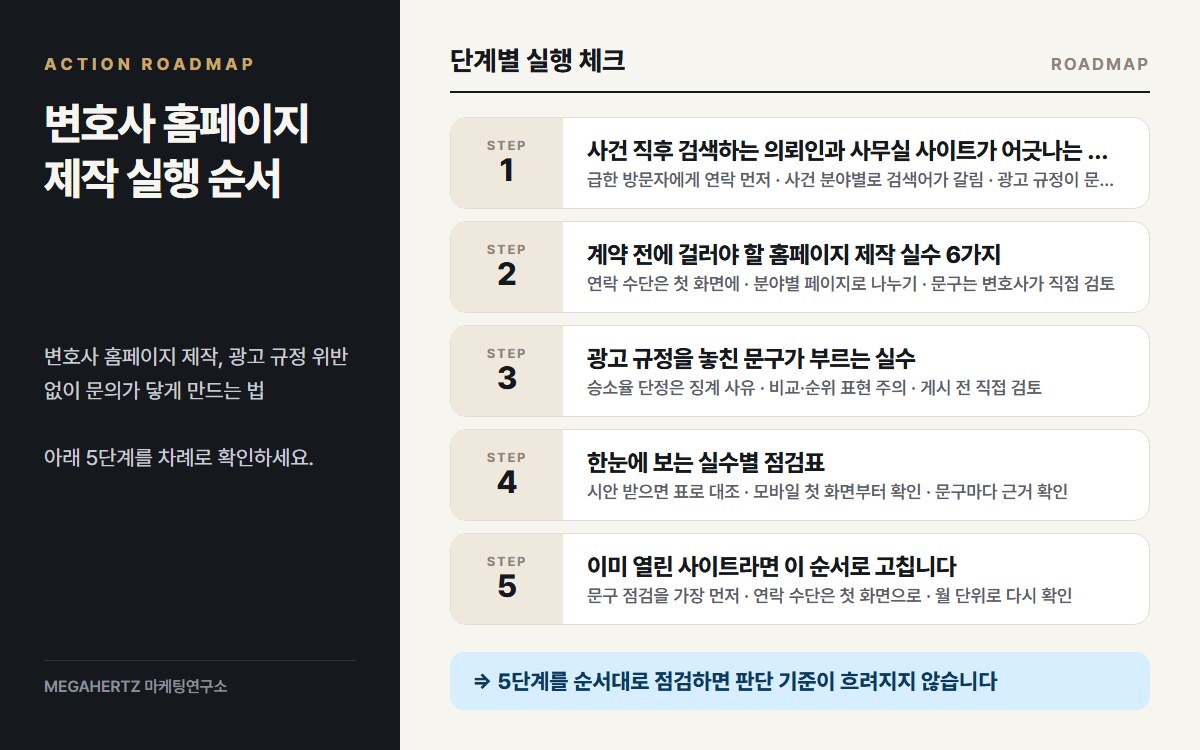 ACTION ROADMAP
변호사 홈페이지
제작 실행 순서
변호사 홈페이지 제작, 광고 규정 위반
없이 문의가 닿게 만드는 법
아래 5단계를 차례로 확인하세요.
MEGAHERTZ 마케팅연구소
단계별 실행 체크
ROADMAP
STEP
1
사건 직후 검색하는 의뢰인과 사무실 사이트가 어긋나는 ...
급한 방문자에게 연락 먼저 · 사건 분야별로 검색어가 갈림 · 광고 규정이 문...
STEP
2
계약 전에 걸러야 할 홈페이지 제작 실수 6가지
연락 수단은 첫 화면에 · 분야별 페이지로 나누기 · 문구는 변호사가 직접 검토
STEP
3
광고 규정을 놓친 문구가 부르는 실수
승소율 단정은 징계 사유 · 비교·순위 표현 주의 · 게시 전 직접 검토
STEP
4
한눈에 보는 실수별 점검표
시안 받으면 표로 대조 · 모바일 첫 화면부터 확인 · 문구마다 근거 확인
STEP
5
이미 열린 사이트라면 이 순서로 고칩니다
문구 점검을 가장 먼저 · 연락 수단은 첫 화면으로 · 월 단위로 다시 확인
→ 5단계를 순서대로 점검하면 판단 기준이 흐려지지 않습니다